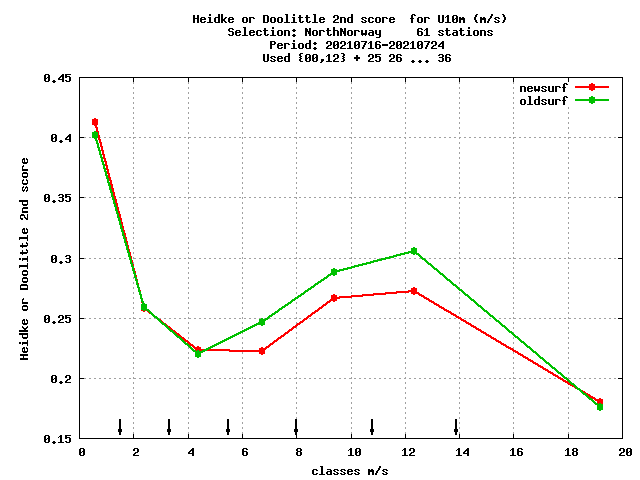 Heidke or Doolittle 2nd score  for U10m (m/s)
Selection: NorthNorway     61 stations
Period: 20210716-20210724
Used {00,12} + 25 26 ... 36
newsurf
oldsurf
0.45
0.4
0.35
0.3
0.25
0.2
0.15
Heidke or Doolittle 2nd score
0 2 4 6 8 10 12 14 16 18 20
classes m/s